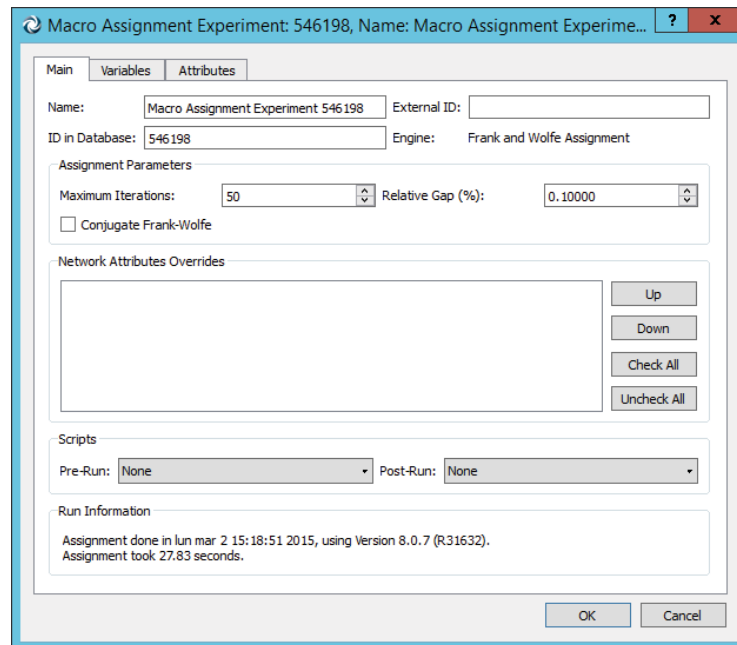 Macro Assignment Experiment: 546198, Name: Macro Assignment Experime... ? x
Main Variables Attributes
Name: Macro Assignment Experiment 546198 External ID:
ID in Database: 546198 Engine: Frank and Wolfe Assignment
Assignment Parameters
Maximum Iterations: 50 Relative Gap (%): 0.10000
Conjugate Frank-Wolfe
Network Attributes Overrides
Up
Down
Check All
Uncheck All
Scripts
Pre-Run: None Post-Run: None
Run Information
Assignment done in lun mar 2 15:18:51 2015, using Version 8.0.7 (R31632).
Assignment took 27.83 seconds.
OK Cancel